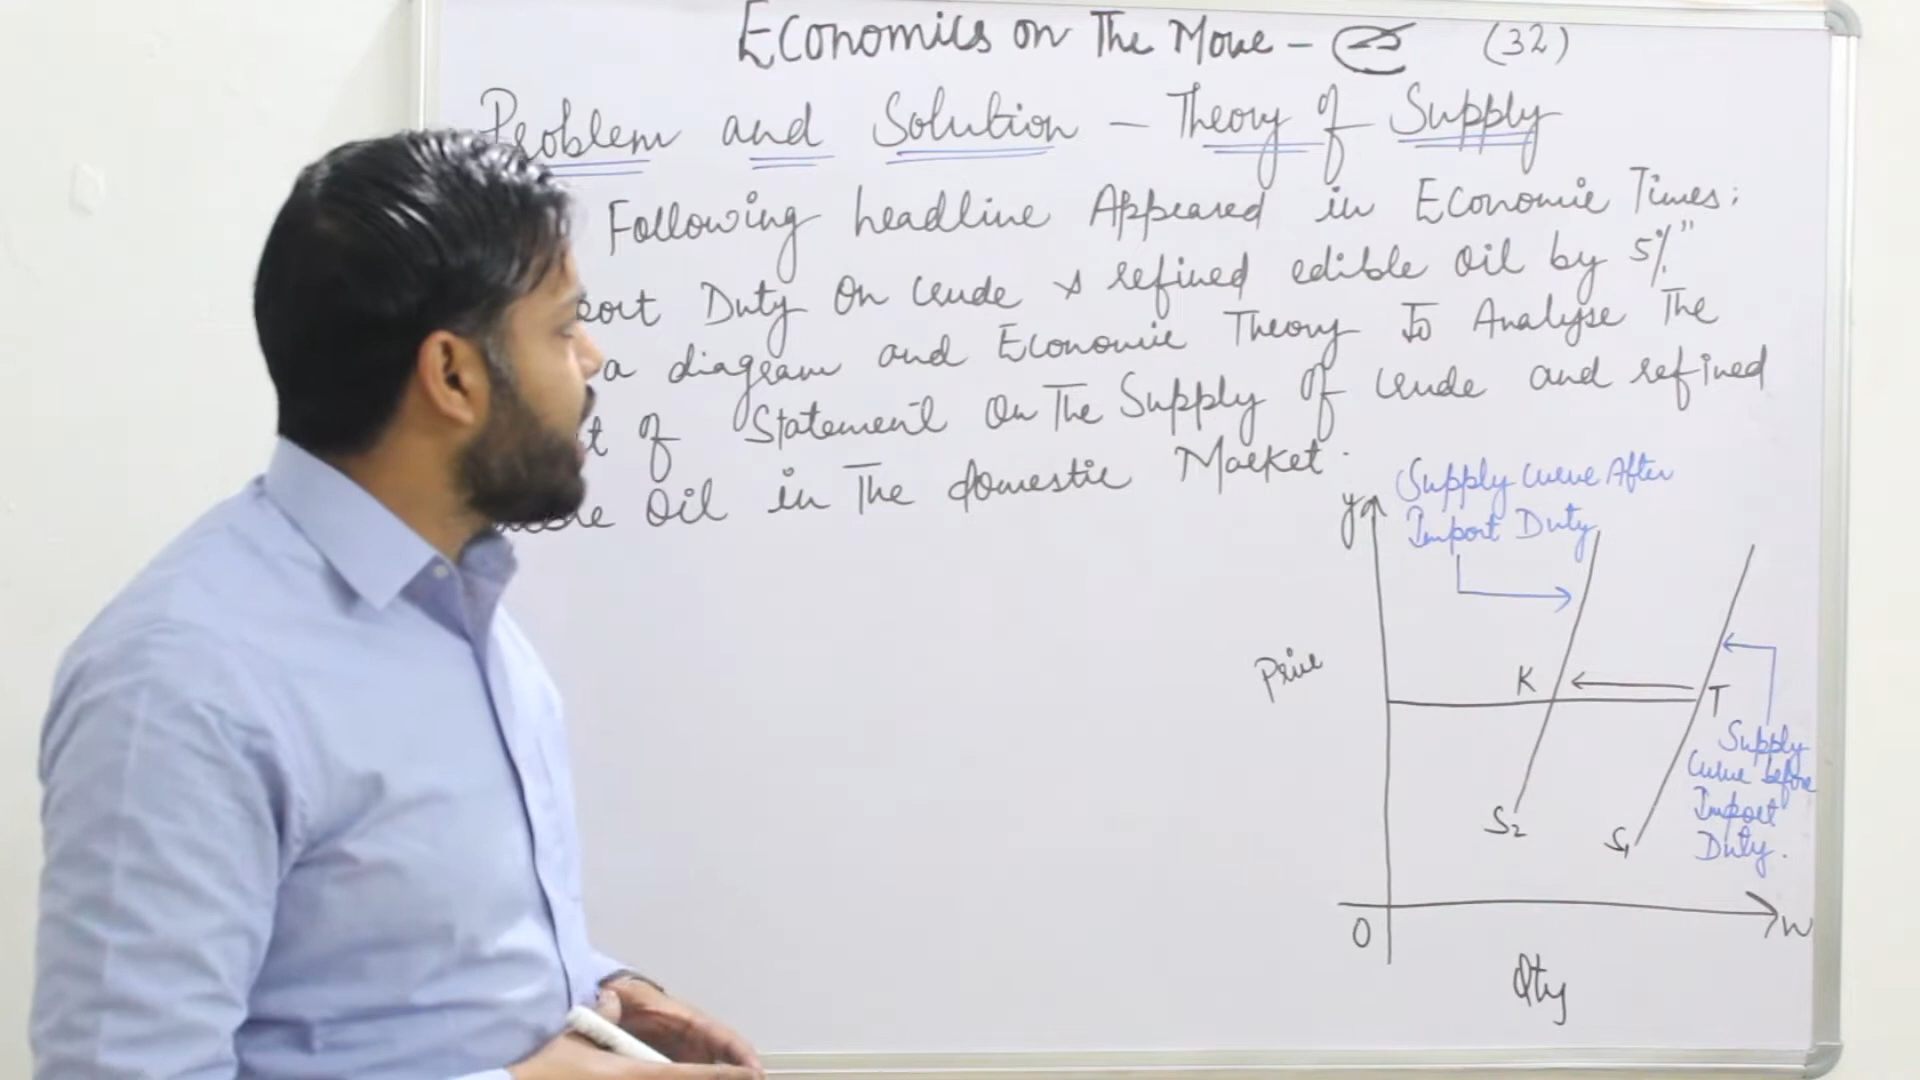 Economics on The Move - (32)
Problem and Solution - Theory of Supply
Following headline Appeared in Economic Times:
port Duty On Crude & refined edible Oil by 5%"
a diagram and Economic Theory To Analyse The
t of Statement On The Supply Of Crude and refined
Oil in The domestic Market.
Supply Curve After
Import Duty
y
Price
K
T
Supply
Curve before
Import
Duty.
S2
S1
O
Qty